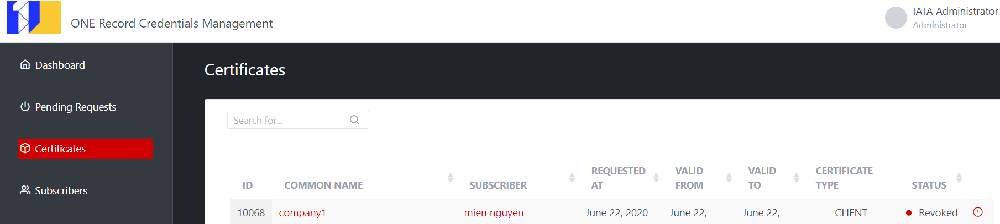 ONE Record Credentials Management
IATA Administrator
Administrator
Dashboard
Pending Requests
Certificates
Subscribers
Certificates
Search for...
ID COMMON NAME SUBSCRIBER REQUESTED AT VALID FROM VALID TO CERTIFICATE TYPE STATUS
10068 company1 mien nguyen June 22, 2020 June 22, June 22, CLIENT Revoked